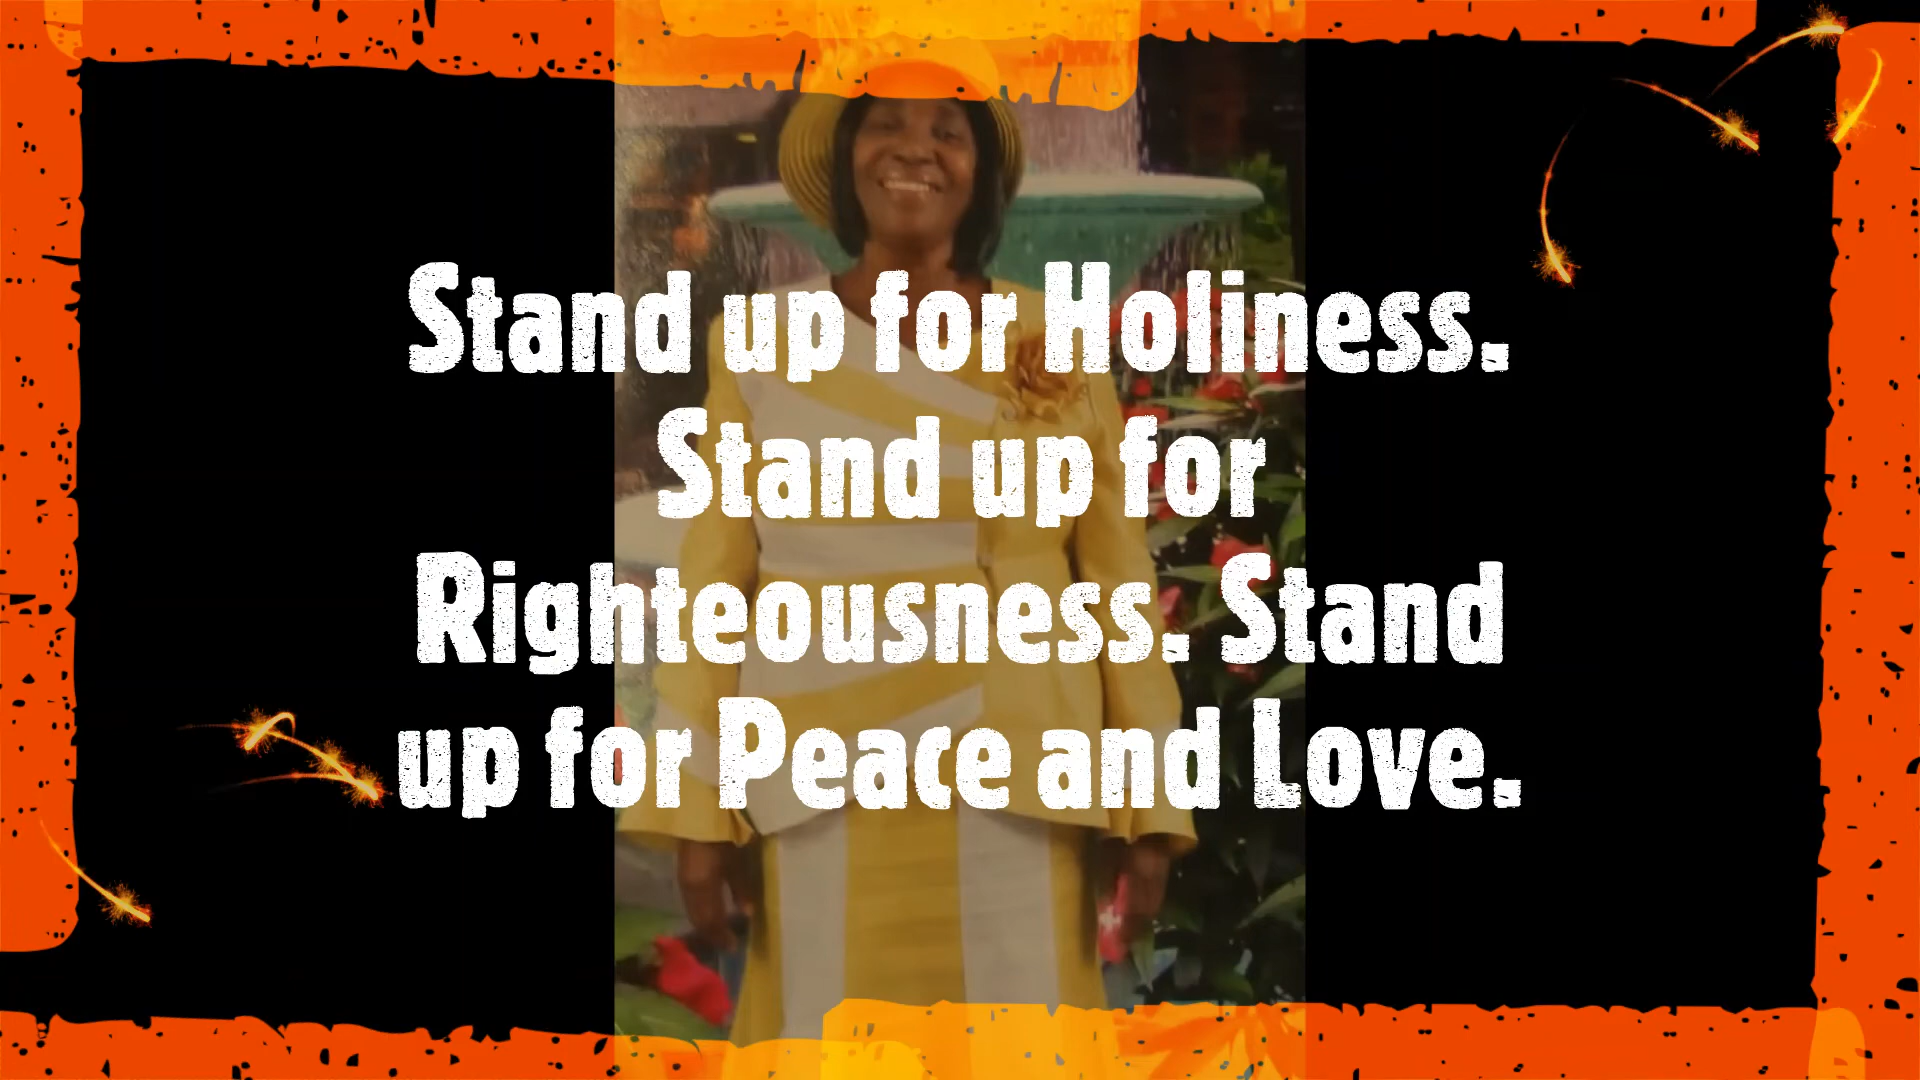 Stand up for Holiness.
Stand up for
Righteousness. Stand
up for Peace and Love.